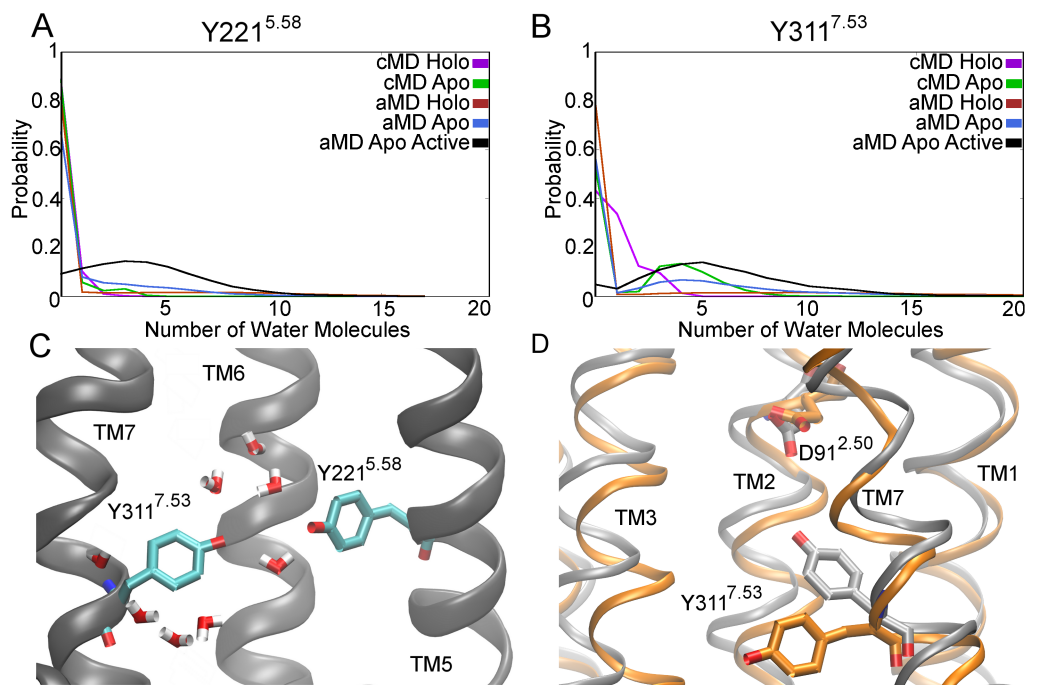 A
Y221^5.58
1
0.8
0.6
0.4
0.2
0
Probability
cMD Holo
cMD Apo
aMD Holo
aMD Apo
aMD Apo Active
5
10
15
20
Number of Water Molecules
B
Y311^7.53
1
0.8
0.6
0.4
0.2
0
Probability
cMD Holo
cMD Apo
aMD Holo
aMD Apo
aMD Apo Active
5
10
15
20
Number of Water Molecules
C
TM6
TM7
Y221^5.58
Y311^7.53
TM5
D
D91^2.50
TM2
TM1
TM7
TM3
Y311^7.53